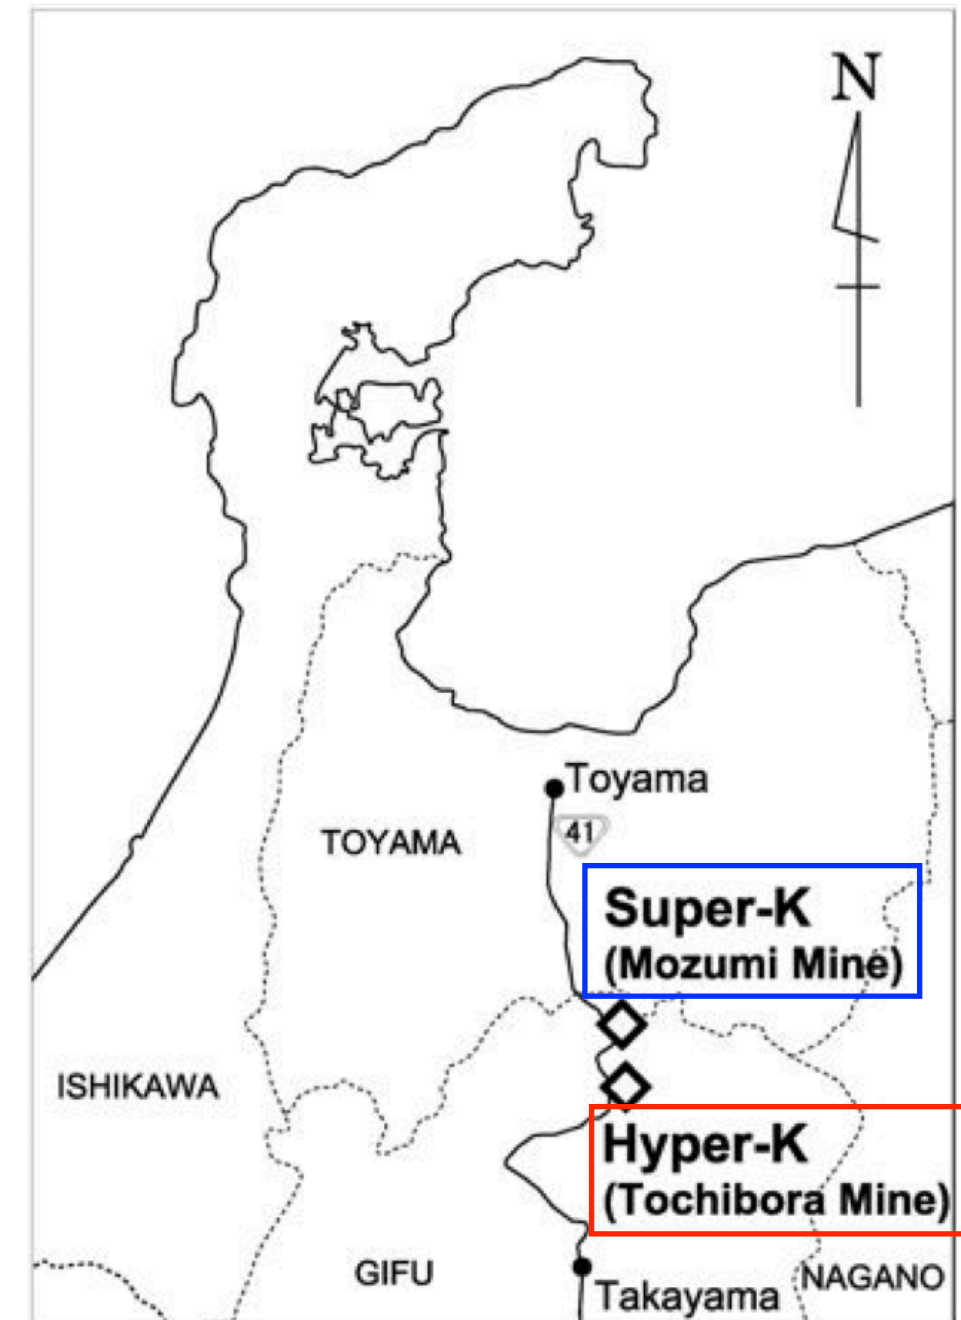 N
Toyama
41
TOYAMA
Super-K
(Mozumi Mine)
ISHIKAWA
Hyper-K
(Tochibora Mine)
GIFU
NAGANO
Takayama